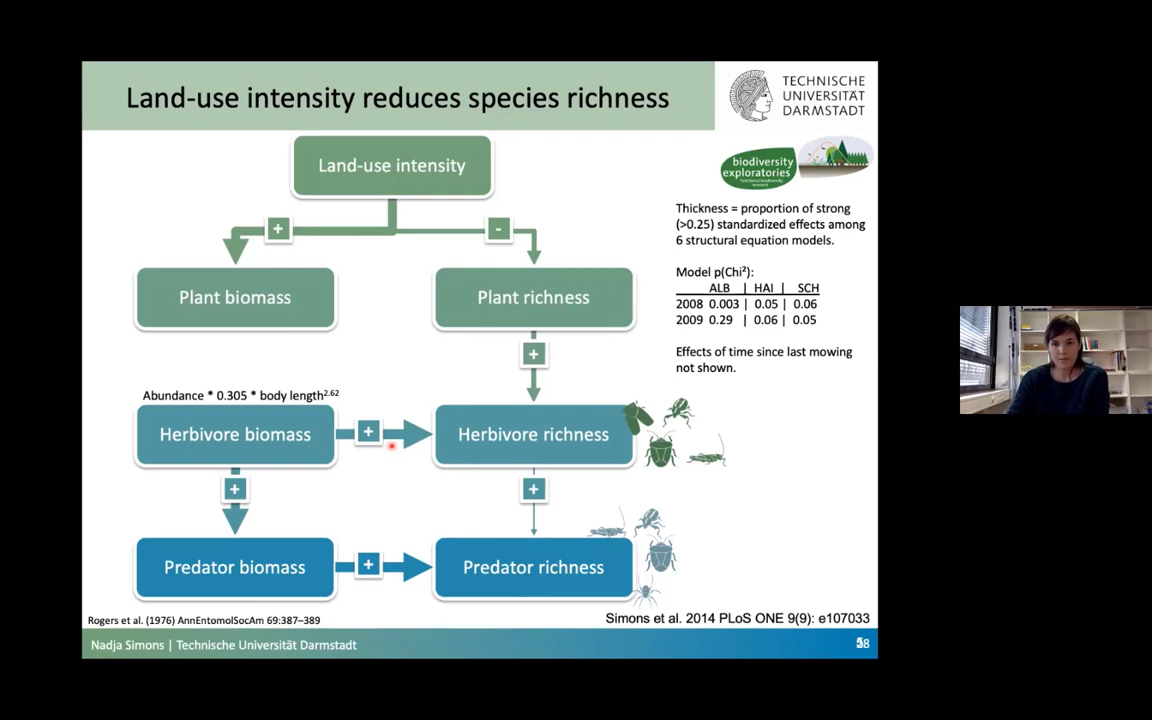 Land-use intensity reduces species richness
TECHNISCHE
UNIVERSITÄT
DARMSTADT
Land-use intensity
biodiversity
exploratories
+
-
Thickness = proportion of strong
(>0.25) standardized effects among
6 structural equation models.
Plant biomass
Plant richness
Model p(Chi²):
ALB | HAI | SCH
2008 0.003 | 0.05 | 0.06
2009 0.29 | 0.06 | 0.05
+
Effects of time since last mowing
not shown.
Abundance * 0.305 * body length2.62
Herbivore biomass
+
Herbivore richness
+
+
Predator biomass
+
Predator richness
Rogers et al. (1976) AnnEntomolSocAm 69:387–389
Simons et al. 2014 PLoS ONE 9(9): e107033
Nadja Simons | Technische Universität Darmstadt